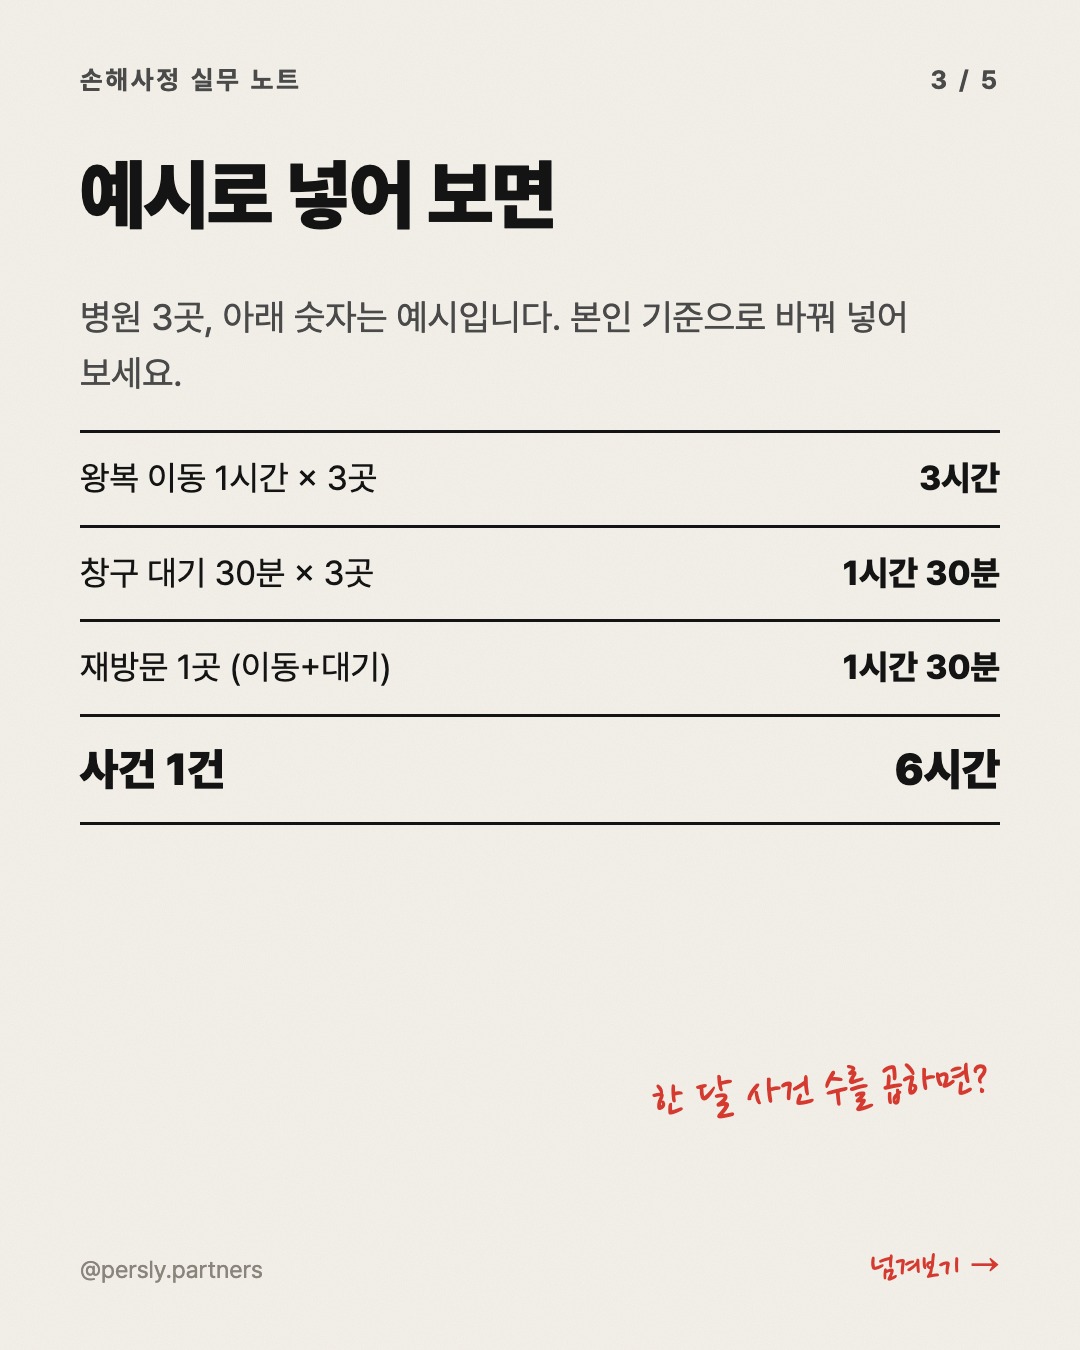 손해사정 실무 노트
3 / 5
예시로 넣어 보면
병원 3곳, 아래 숫자는 예시입니다. 본인 기준으로 바꿔 넣어
보세요.
왕복 이동 1시간 × 3곳 3시간
창구 대기 30분 × 3곳 1시간 30분
재방문 1곳 (이동+대기) 1시간 30분
사건 1건 6시간
한 달 사건 수를 곱하면?
@persly.partners
넘겨보기 →